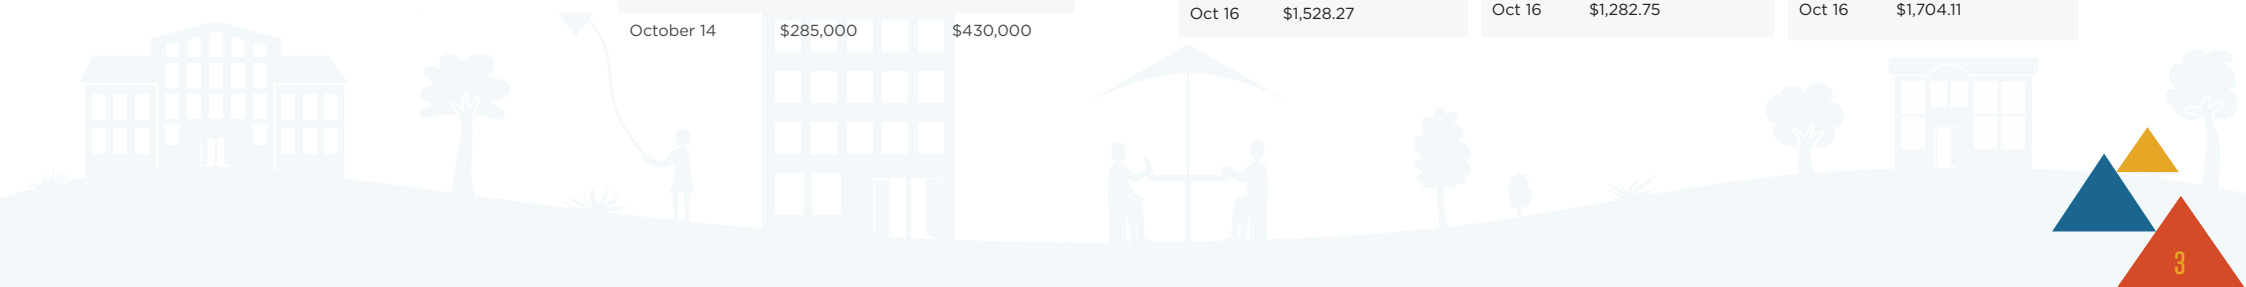 October 14 $285,000 $430,000
Oct 16 $1,528.27
Oct 16 $1,282.75
Oct 16 $1,704.11
3